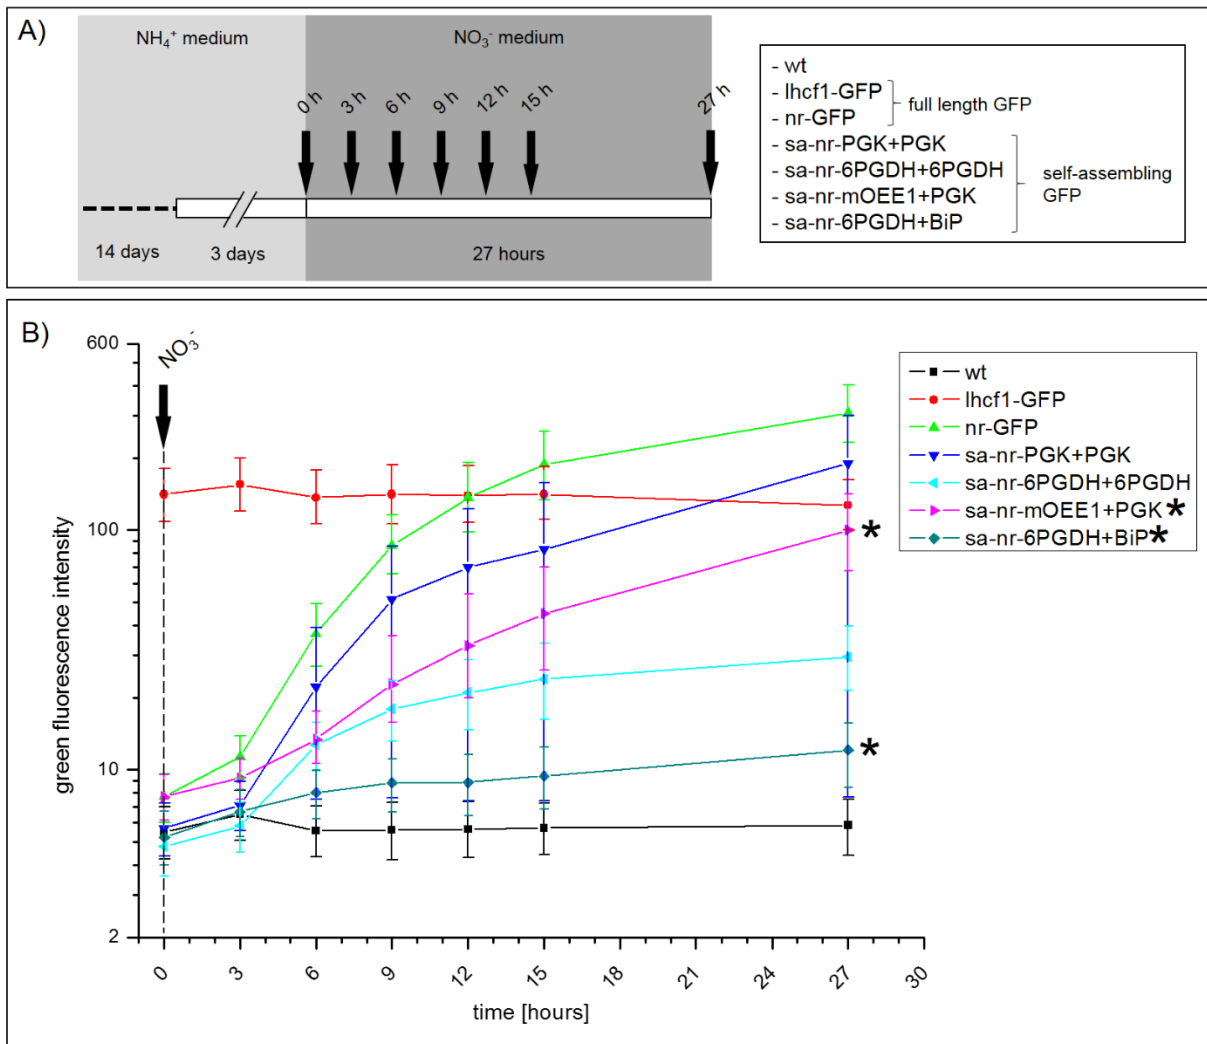 A)
NH₄⁺ medium
NO₃⁻ medium
0 h
3 h
6 h
9 h
12 h
15 h
27 h
14 days
3 days
27 hours
- wt
- lhcf1-GFP
- nr-GFP
full length GFP
- sa-nr-PGK+PGK
- sa-nr-6PGDH+6PGDH
- sa-nr-mOEE1+PGK
- sa-nr-6PGDH+BiP
self-assembling
GFP
B)
NO₃⁻
600
100
10
2
green fluorescence intensity
0
3
6
9
12
15
18
21
24
27
30
time [hours]
wt
lhcf1-GFP
nr-GFP
sa-nr-PGK+PGK
sa-nr-6PGDH+6PGDH
sa-nr-mOEE1+PGK *
sa-nr-6PGDH+BiP *
*
*